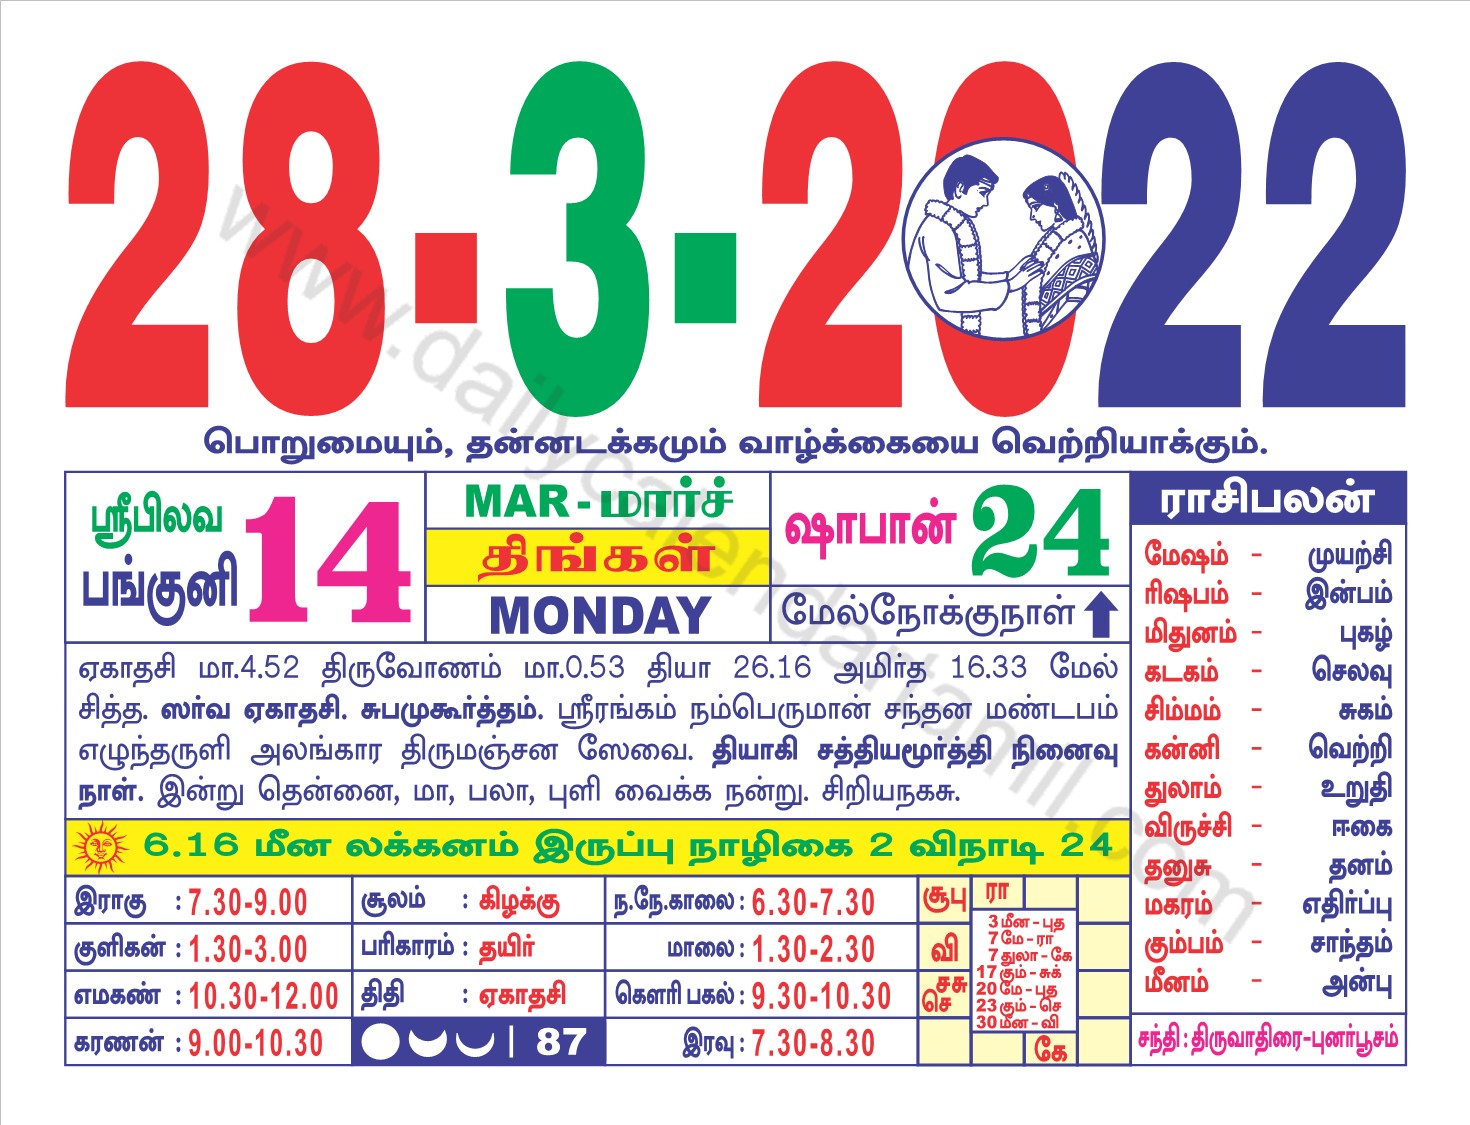 28-3-2022
பொறுமையும், தன்னடக்கமும் வாழ்க்கையை வெற்றியாக்கும்.
ஸ்ரீபிலவ
பங்குனி 14
MAR - மார்ச்
திங்கள்
MONDAY
ஷாபான் 24
மேல்நோக்குநாள்
ஏகாதசி மா.4.52 திருவோணம் மா.0.53 தியா 26.16 அமிர்த 16.33 மேல்
சித்த. ஸர்வ ஏகாதசி. சுபமுகூர்த்தம். ஸ்ரீரங்கம் நம்பெருமான் சந்தன மண்டபம்
எழுந்தருளி அலங்கார திருமஞ்சன ஸேவை. தியாகி சத்தியமூர்த்தி நினைவு
நாள். இன்று தென்னை, மா, பலா, புளி வைக்க நன்று. சிறியநகசு.
6.16 மீன லக்கனம் இருப்பு நாழிகை 2 விநாடி 24
இராகு : 7.30-9.00
குளிகன் : 1.30-3.00
எமகண் : 10.30-12.00
கரணன் : 9.00-10.30
சூலம் : கிழக்கு
பரிகாரம் : தயிர்
திதி : ஏகாதசி
| 87
ந.நே.காலை : 6.30-7.30
மாலை : 1.30-2.30
கௌரி பகல் : 9.30-10.30
இரவு : 7.30-8.30
சூபு
ரா
வி
சசு
செ
கே
3 மீன - புத
7 மே - ரா
7 துலா - கே
17 கும் - சுக்
20 மே - புத
23 கும் - செ
30 மீன - வி
ராசிபலன்
மேஷம் - முயற்சி
ரிஷபம் - இன்பம்
மிதுனம் - புகழ்
கடகம் - செலவு
சிம்மம் - சுகம்
கன்னி - வெற்றி
துலாம் - உறுதி
விருச்சி - ஈகை
தனுசு - தனம்
மகரம் - எதிர்ப்பு
கும்பம் - சாந்தம்
மீனம் - அன்பு
சந்தி : திருவாதிரை-புனர்பூசம்
www.dailycalendartamil.com